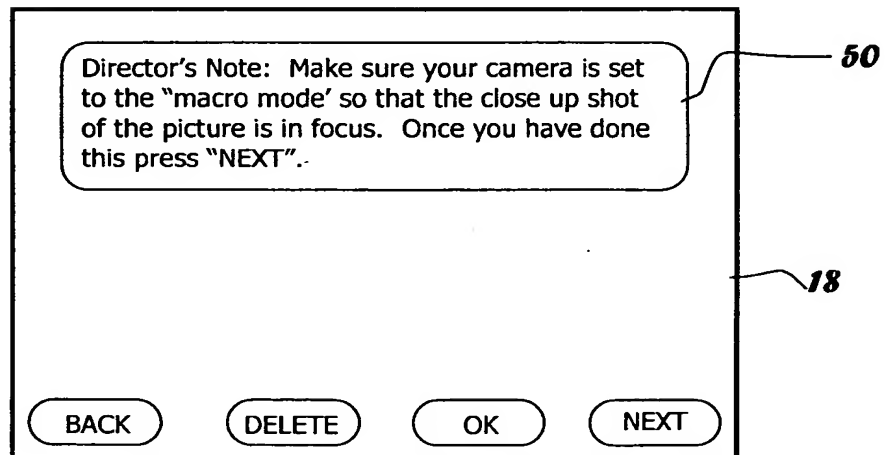 Director's Note: Make sure your camera is set
to the "macro mode' so that the close up shot
of the picture is in focus. Once you have done
this press "NEXT".
50
18
BACK DELETE OK NEXT